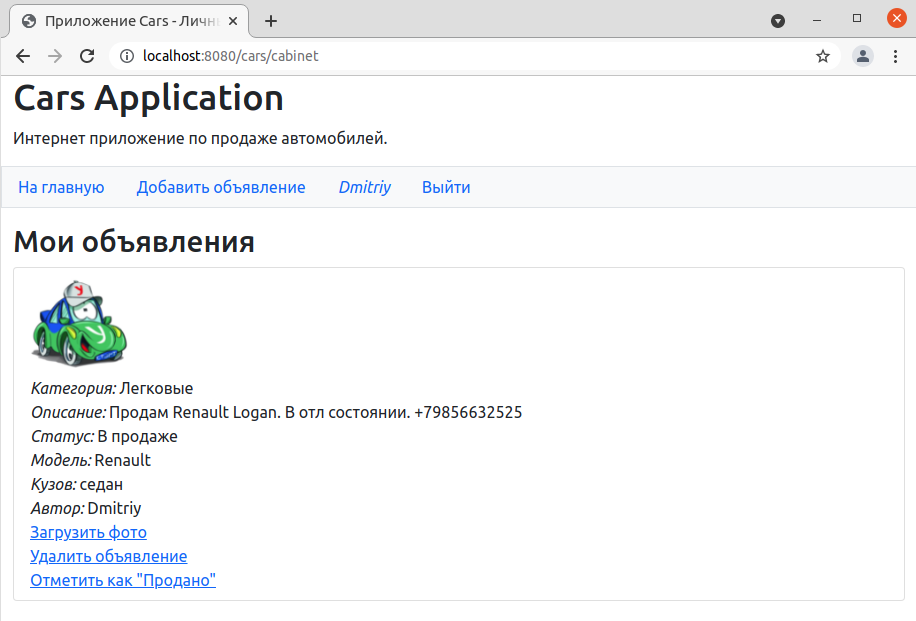 Приложение Cars - Личн
localhost:8080/cars/cabinet
Cars Application
Интернет приложение по продаже автомобилей.
На главную Добавить объявление Dmitriy Выйти
Мои объявления
У
У
Категория: Легковые
Описание: Продам Renault Logan. В отл состоянии. +79856632525
Статус: В продаже
Модель: Renault
Кузов: седан
Автор: Dmitriy
Загрузить фото
Удалить объявление
Отметить как "Продано"